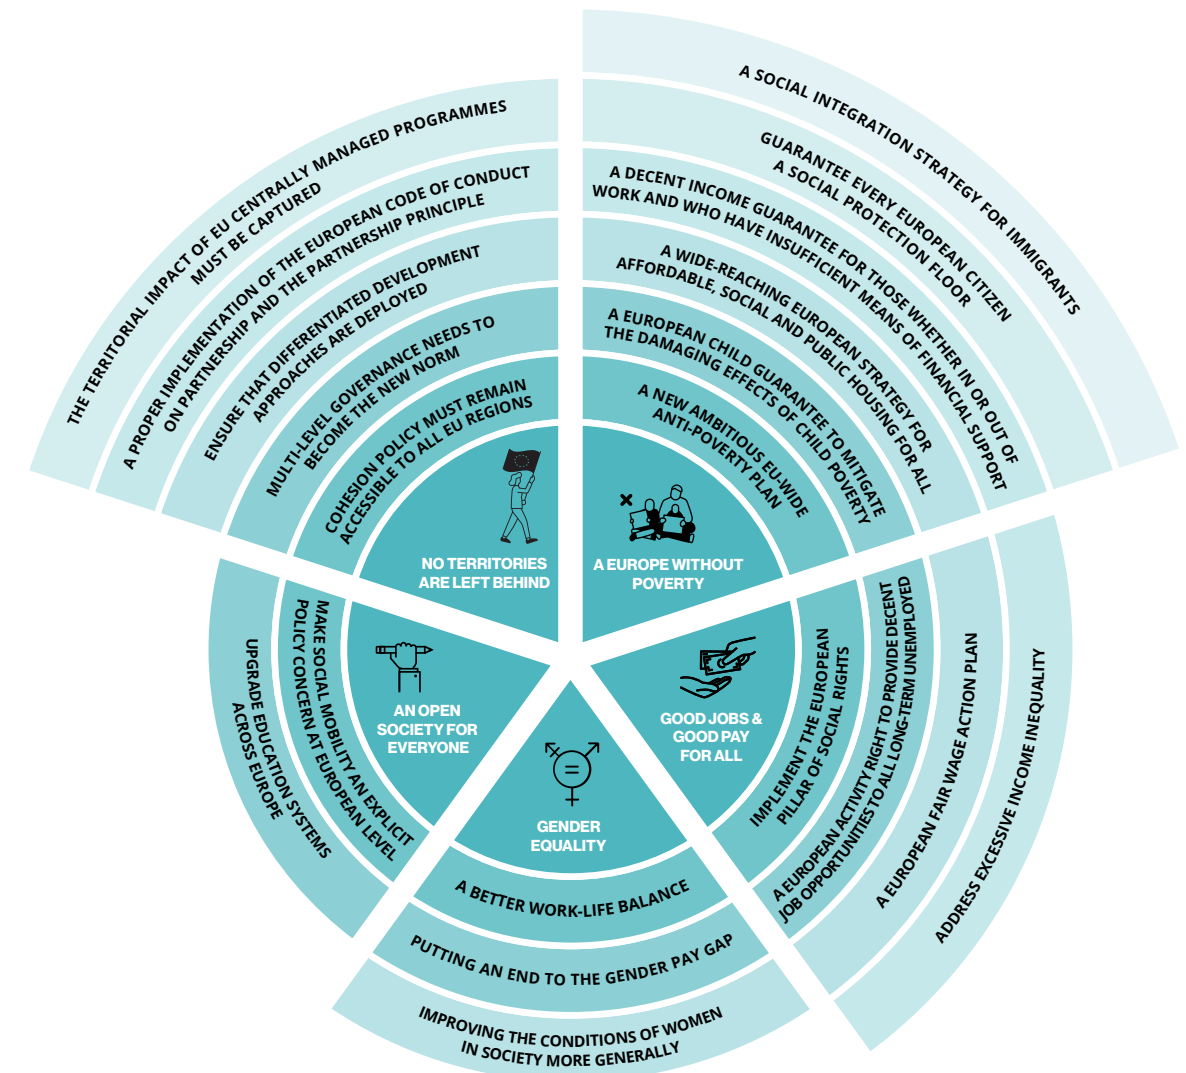 A SOCIAL INTEGRATION STRATEGY FOR IMMIGRANTS
GUARANTEE EVERY EUROPEAN CITIZEN
A SOCIAL PROTECTION FLOOR
A DECENT INCOME GUARANTEE FOR THOSE WHETHER IN OR OUT OF
WORK AND WHO HAVE INSUFFICIENT MEANS OF FINANCIAL SUPPORT
A WIDE-REACHING EUROPEAN STRATEGY FOR
AFFORDABLE, SOCIAL AND PUBLIC HOUSING FOR ALL
A EUROPEAN CHILD GUARANTEE TO MITIGATE
THE DAMAGING EFFECTS OF CHILD POVERTY
A NEW AMBITIOUS EU-WIDE
ANTI-POVERTY PLAN
A EUROPE WITHOUT
POVERTY
GOOD JOBS &
GOOD PAY
FOR ALL
IMPLEMENT THE EUROPEAN
PILLAR OF SOCIAL RIGHTS
A EUROPEAN ACTIVITY RIGHT TO PROVIDE DECENT
JOB OPPORTUNITIES TO ALL LONG-TERM UNEMPLOYED
A EUROPEAN FAIR WAGE ACTION PLAN
ADDRESS EXCESSIVE INCOME INEQUALITY
GENDER
EQUALITY
A BETTER WORK-LIFE BALANCE
PUTTING AN END TO THE GENDER PAY GAP
IMPROVING THE CONDITIONS OF WOMEN
IN SOCIETY MORE GENERALLY
AN OPEN
SOCIETY FOR
EVERYONE
MAKE SOCIAL MOBILITY AN EXPLICIT
POLICY CONCERN AT EUROPEAN LEVEL
UPGRADE EDUCATION SYSTEMS
ACROSS EUROPE
THE TERRITORIAL IMPACT OF EU CENTRALLY MANAGED PROGRAMMES
MUST BE CAPTURED
A PROPER IMPLEMENTATION OF THE EUROPEAN CODE OF CONDUCT
ON PARTNERSHIP AND THE PARTNERSHIP PRINCIPLE
ENSURE THAT DIFFERENTIATED DEVELOPMENT
APPROACHES ARE DEPLOYED
MULTI-LEVEL GOVERNANCE NEEDS TO
BECOME THE NEW NORM
COHESION POLICY MUST REMAIN
ACCESSIBLE TO ALL EU REGIONS
NO TERRITORIES
ARE LEFT BEHIND